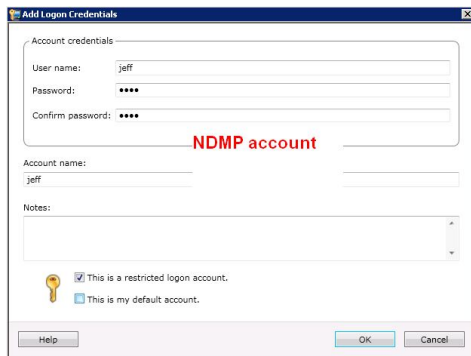 Add Logon Credentials
Account credentials
User name: jeff
Password: ••••
Confirm password: ••••
NDMP account
Account name:
jeff
Notes:
This is a restricted logon account.
This is my default account.
Help OK Cancel